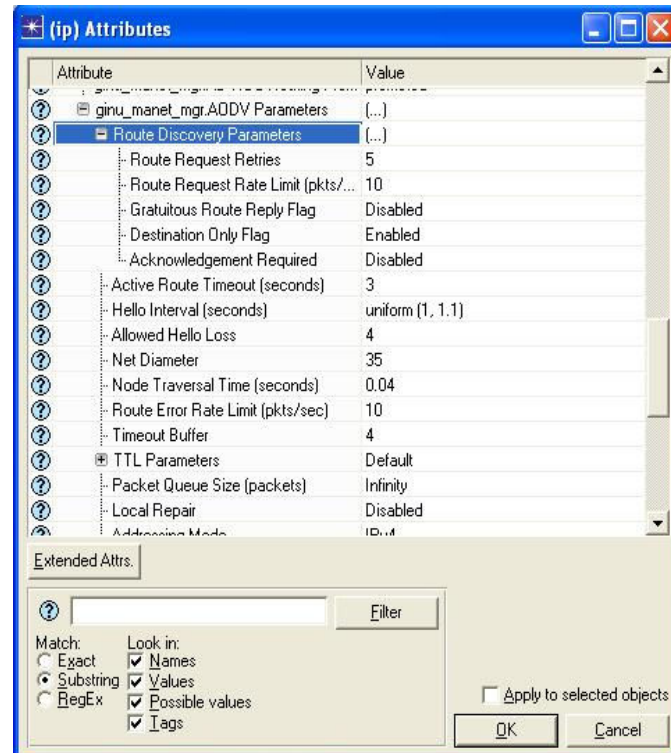 (ip) Attributes
Attribute Value
ginu_manet_mgr.AODV Parameters (...)
Route Discovery Parameters (...)
Route Request Retries 5
Route Request Rate Limit (pkts/... 10
Gratuitous Route Reply Flag Disabled
Destination Only Flag Enabled
Acknowledgement Required Disabled
Active Route Timeout (seconds) 3
Hello Interval (seconds) uniform (1, 1.1)
Allowed Hello Loss 4
Net Diameter 35
Node Traversal Time (seconds) 0.04
Route Error Rate Limit (pkts/sec) 10
Timeout Buffer 4
TTL Parameters Default
Packet Queue Size (packets) Infinity
Local Repair Disabled
Addressing Mode IPv4
Extended Attrs.
Filter
Match: Look in:
Exact Names
Substring Values
RegEx Possible values
Tags
Apply to selected objects
OK Cancel